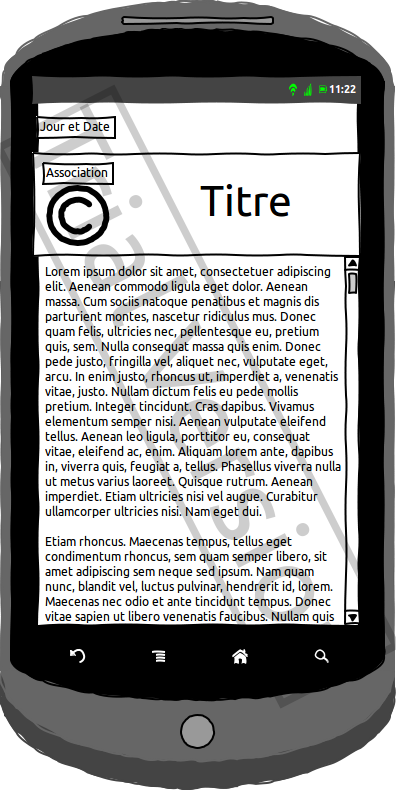 11:22
Jour et Date
Association
©
Titre
Lorem ipsum dolor sit amet, consectetuer adipiscing
elit. Aenean commodo ligula eget dolor. Aenean
massa. Cum sociis natoque penatibus et magnis dis
parturient montes, nascetur ridiculus mus. Donec
quam felis, ultricies nec, pellentesque eu, pretium
quis, sem. Nulla consequat massa quis enim. Donec
pede justo, fringilla vel, aliquet nec, vulputate eget,
arcu. In enim justo, rhoncus ut, imperdiet a, venenatis
vitae, justo. Nullam dictum felis eu pede mollis
pretium. Integer tincidunt. Cras dapibus. Vivamus
elementum semper nisi. Aenean vulputate eleifend
tellus. Aenean leo ligula, porttitor eu, consequat
vitae, eleifend ac, enim. Aliquam lorem ante, dapibus
in, viverra quis, feugiat a, tellus. Phasellus viverra nulla
ut metus varius laoreet. Quisque rutrum. Aenean
imperdiet. Etiam ultricies nisi vel augue. Curabitur
ullamcorper ultricies nisi. Nam eget dui.
Etiam rhoncus. Maecenas tempus, tellus eget
condimentum rhoncus, sem quam semper libero, sit
amet adipiscing sem neque sed ipsum. Nam quam
nunc, blandit vel, luctus pulvinar, hendrerit id, lorem.
Maecenas nec odio et ante tincidunt tempus. Donec
vitae sapien ut libero venenatis faucibus. Nullam quis
Trial Versio